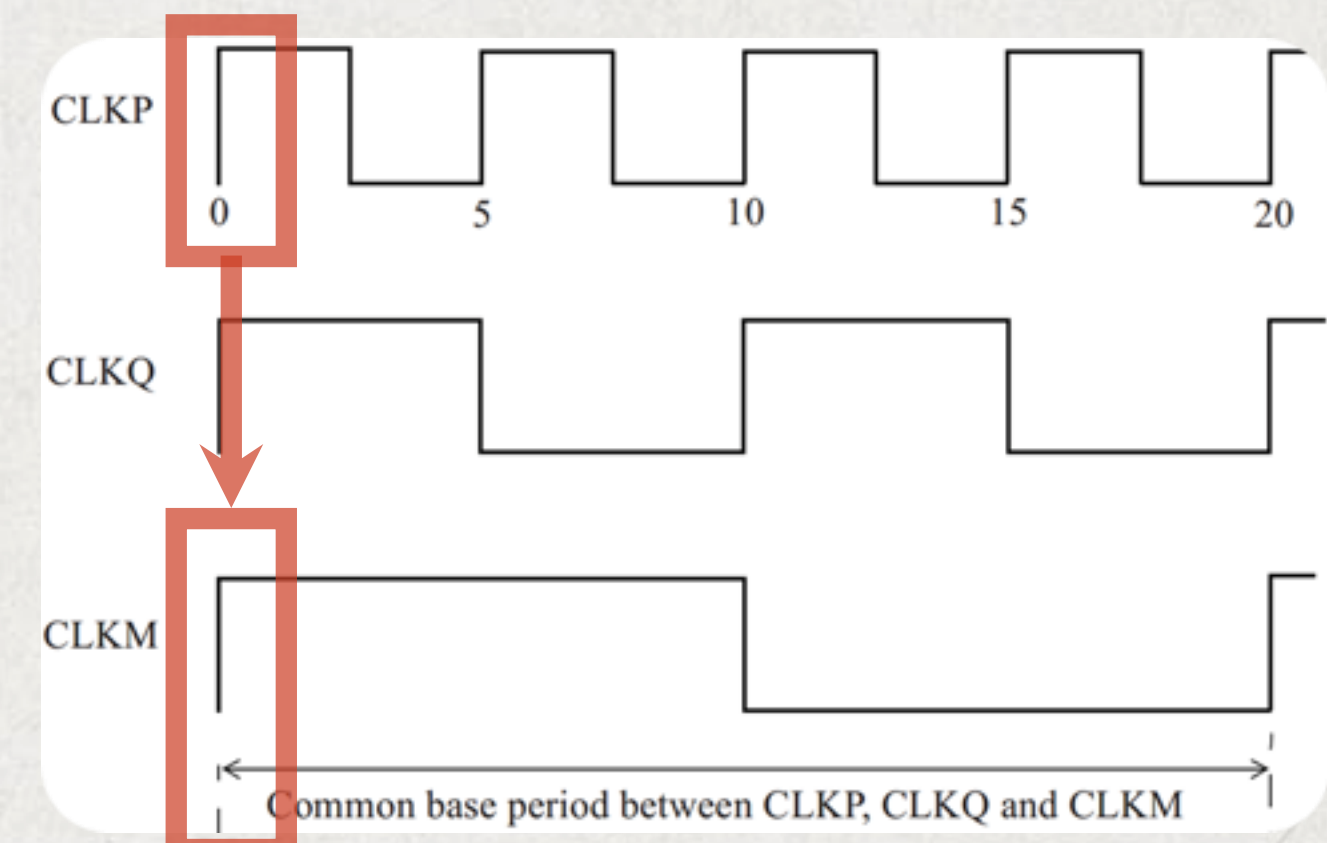 CLKP
0 5 10 15 20
CLKQ
CLKM
Common base period between CLKP, CLKQ and CLKM